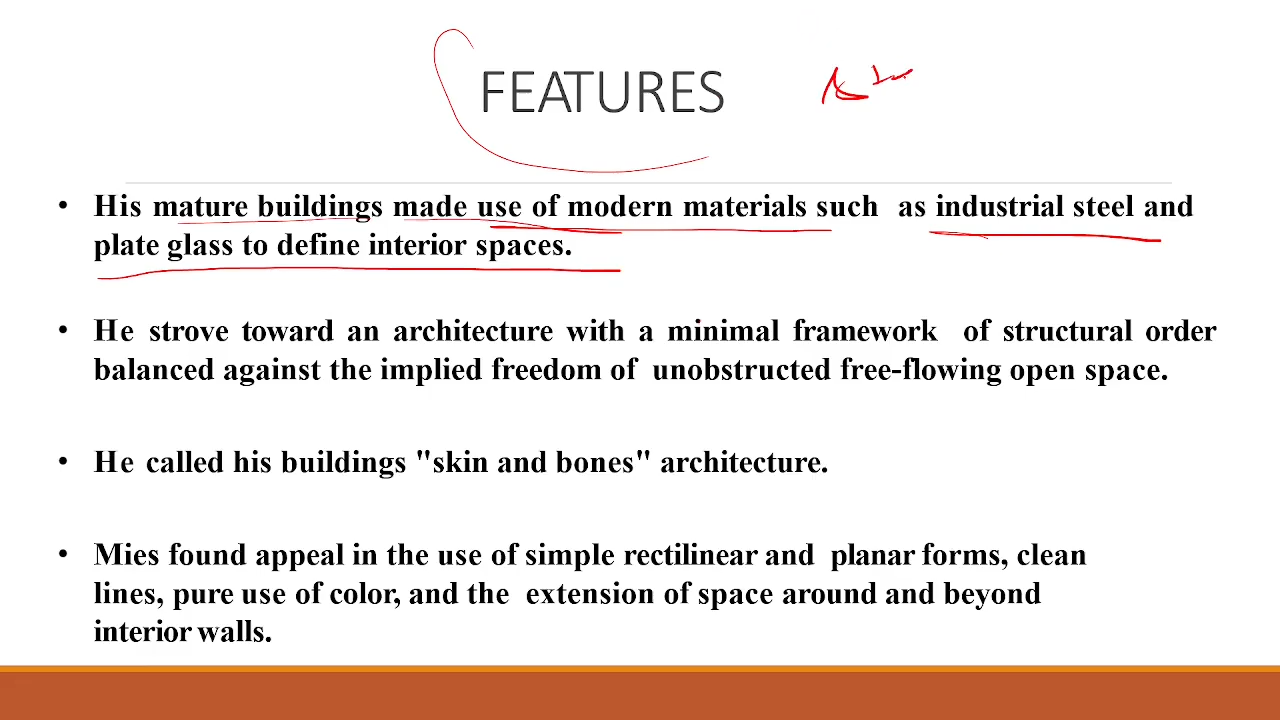 FEATURES
• His mature buildings made use of modern materials such as industrial steel and
plate glass to define interior spaces.
• He strove toward an architecture with a minimal framework of structural order
balanced against the implied freedom of unobstructed free-flowing open space.
• He called his buildings "skin and bones" architecture.
• Mies found appeal in the use of simple rectilinear and planar forms, clean
lines, pure use of color, and the extension of space around and beyond
interior walls.